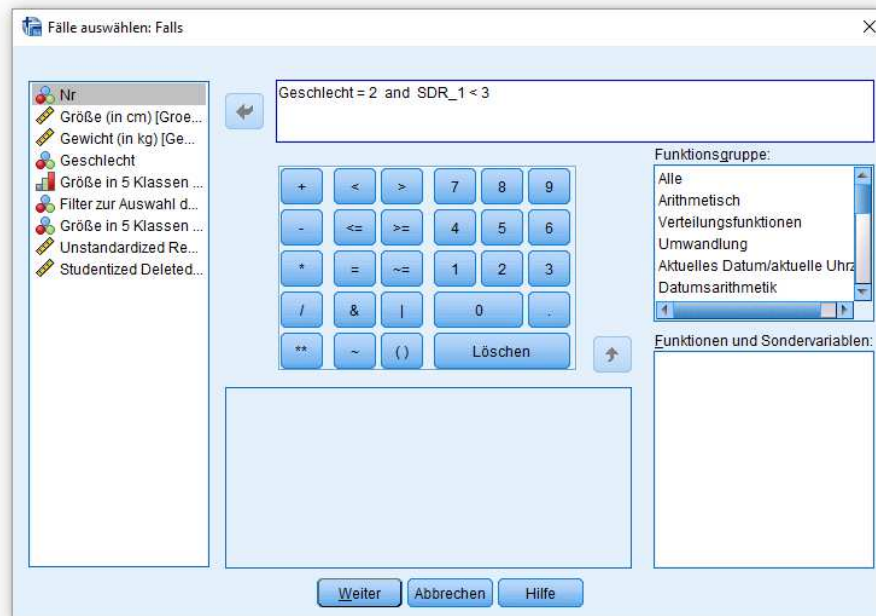 Fälle auswählen: Falls
Nr
Größe (in cm) [Groe...
Gewicht (in kg) [Ge...
Geschlecht
Größe in 5 Klassen ...
Filter zur Auswahl d...
Größe in 5 Klassen ...
Unstandardized Re...
Studentized Deleted...
Geschlecht = 2 and SDR_1 < 3
+ < > 7 8 9
- <= >= 4 5 6
* = ~= 1 2 3
/ & | 0 .
** ~ ( ) Löschen
Funktionsgruppe:
Alle
Arithmetisch
Verteilungsfunktionen
Umwandlung
Aktuelles Datum/aktuelle Uhrz
Datumsarithmetik
Funktionen und Sondervariablen:
Weiter Abbrechen Hilfe